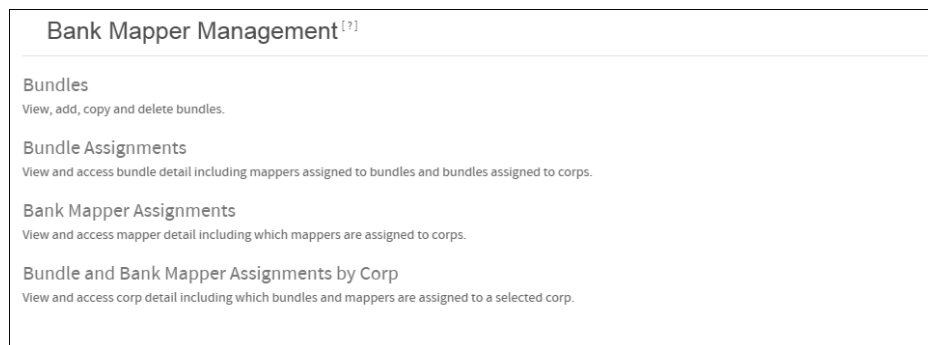 Bank Mapper Management [?]
Bundles
View, add, copy and delete bundles.
Bundle Assignments
View and access bundle detail including mappers assigned to bundles and bundles assigned to corps.
Bank Mapper Assignments
View and access mapper detail including which mappers are assigned to corps.
Bundle and Bank Mapper Assignments by Corp
View and access corp detail including which bundles and mappers are assigned to a selected corp.